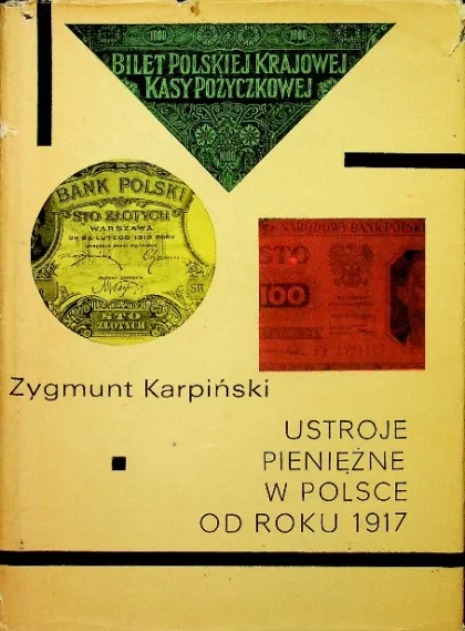 1000
1000
BILET POLSKIEJ KRAJOWEJ
KASY POŻYCZKOWEJ
1000
BANK POLSKI
STO ZŁOTYCH
WARSZAWA
STO
ZŁOTYCH
NARODOWY BANK POLSKI
STO
100
Zygmunt Karpiński
USTROJE
PIENIĘŻNE
W POLSCE
OD ROKU 1917